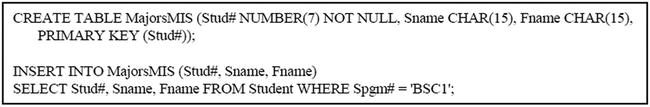 CREATE TABLE MajorsMIS (Stud# NUMBER(7) NOT NULL, Sname CHAR(15), Fname CHAR(15),
PRIMARY KEY (Stud#));
INSERT INTO MajorsMIS (Stud#, Sname, Fname)
SELECT Stud#, Sname, Fname FROM Student WHERE Spgm# = 'BSC1';